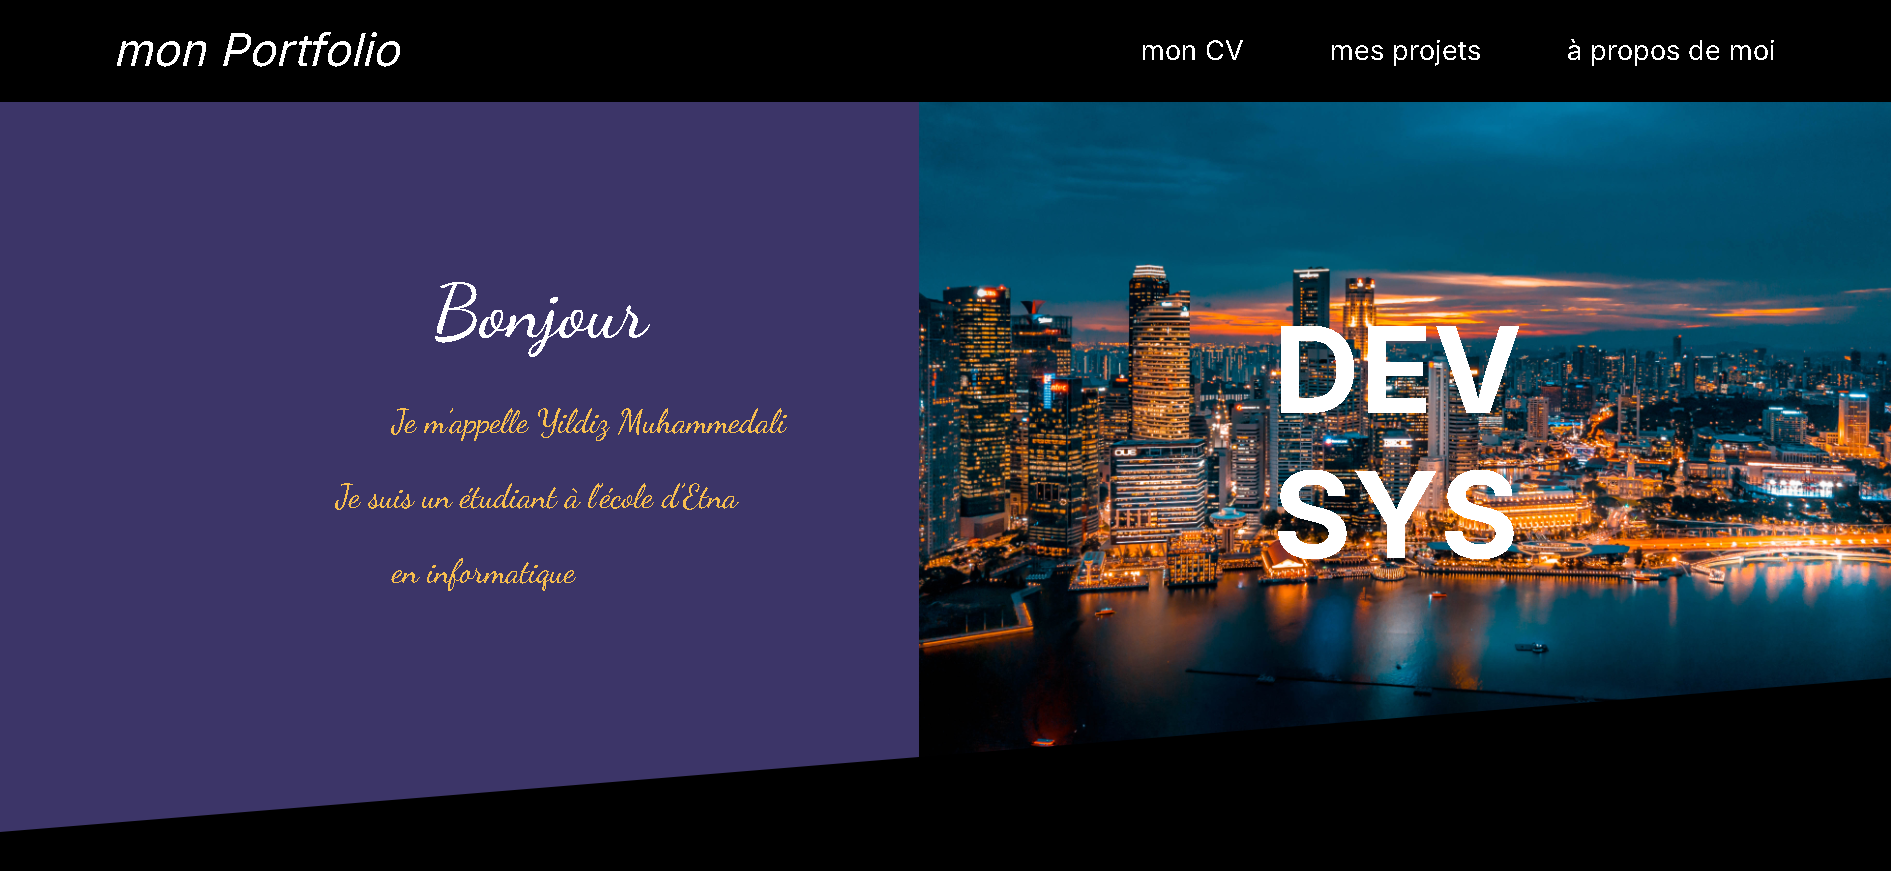 mon Portfolio
mon CV
mes projets
à propos de moi
Bonjour
Je m'appelle Yildiz Muhammedali
Je suis un étudiant à l'école d'Etna
en informatique
DEV
SYS